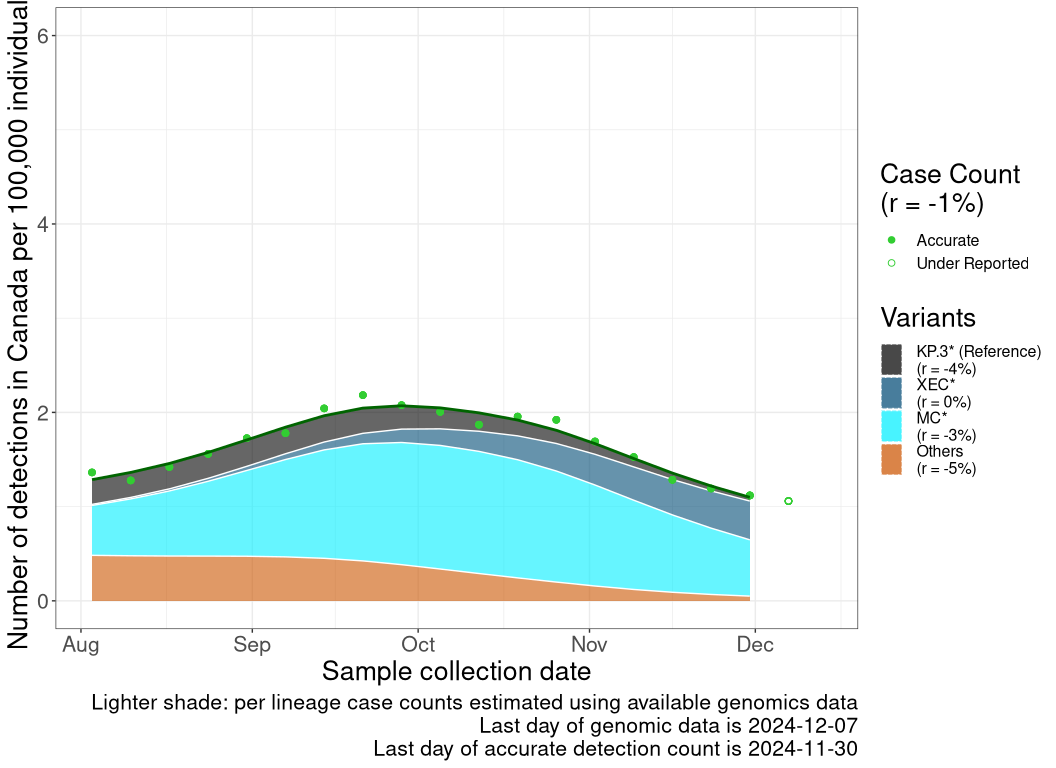 Number of detections in Canada per 100,000 individual
6
4
2
0
Aug Sep Oct Nov Dec
Sample collection date
Lighter shade: per lineage case counts estimated using available genomics data
Last day of genomic data is 2024-12-07
Last day of accurate detection count is 2024-11-30
Case Count
(r = -1%)
Accurate
Under Reported
Variants
KP.3* (Reference)
(r = -4%)
XEC*
(r = 0%)
MC*
(r = -3%)
Others
(r = -5%)